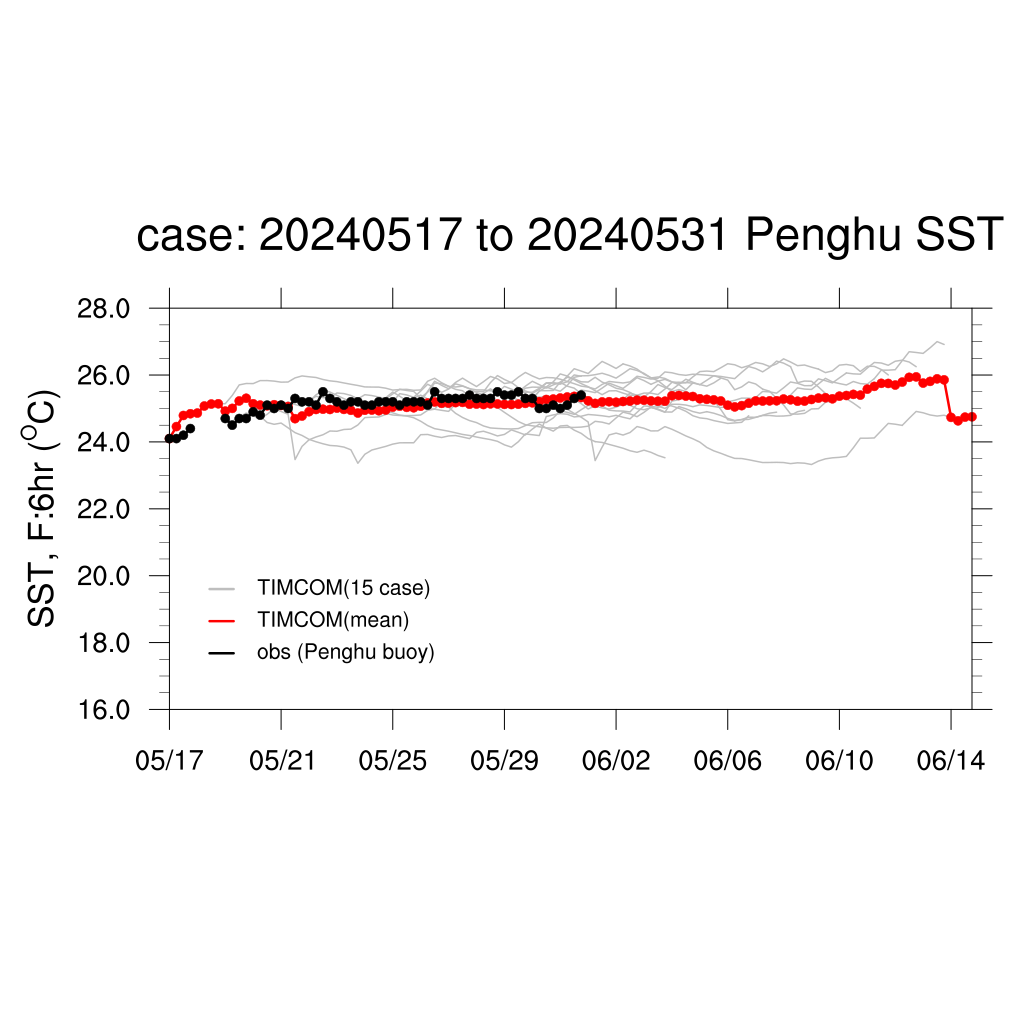 case: 20240517 to 20240531 Penghu SST
SST, F:6hr (°C)
28.0
26.0
24.0
22.0
20.0
18.0
16.0
TIMCOM(15 case)
TIMCOM(mean)
obs (Penghu buoy)
05/17 05/21 05/25 05/29 06/02 06/06 06/10 06/14